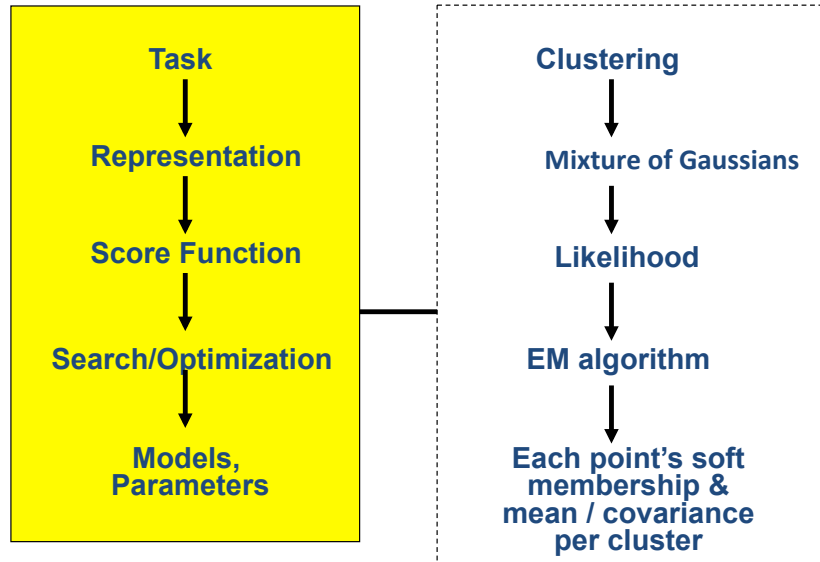 Task
Representation
Score Function
Search/Optimization
Models,
Parameters
Clustering
Mixture of Gaussians
Likelihood
EM algorithm
Each point’s soft
membership &
mean / covariance
per cluster